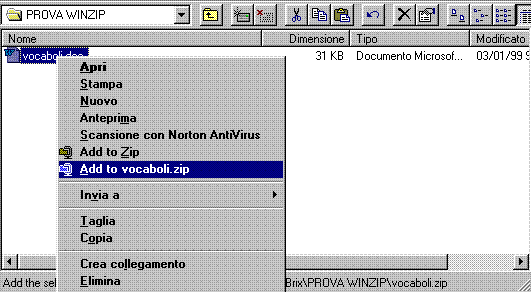 PROVA WINZIP
Nome Dimensione Tipo Modificato
vocaboli.doc 31 KB Documento Microsof... 03/01/99 9
Apri
Stampa
Nuovo
Anteprima
Scansione con Norton AntiVirus
Add to Zip
Add to vocaboli.zip
Invia a
Taglia
Copia
Crea collegamento
Elimina
Add the sel Brix\PROVA WINZIP\vocaboli.zip